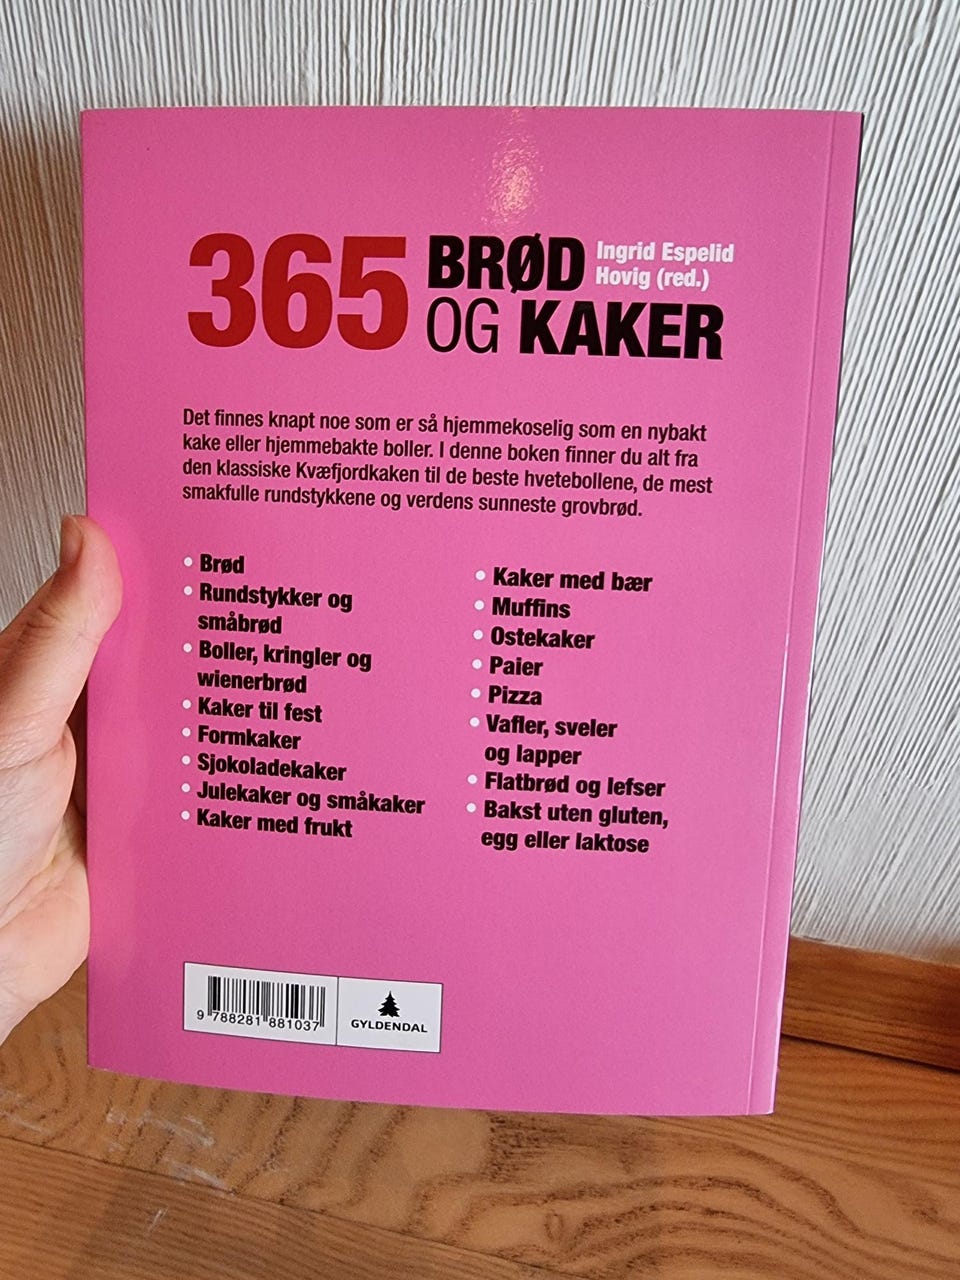 365 BRØD
OG KAKER
Ingrid Espelid
Hovig (red.)
Det finnes knapt noe som er så hjemmekoselig som en nybakt
kake eller hjemmebakte boller. I denne boken finner du alt fra
den klassiske Kvæfjordkaken til de beste hvetebollene, de mest
smakfulle rundstykkene og verdens sunneste grovbrød.
• Brød
• Rundstykker og
småbrød
• Boller, kringler og
wienerbrød
• Kaker til fest
• Formkaker
• Sjokoladekaker
• Julekaker og småkaker
• Kaker med frukt
• Kaker med bær
• Muffins
• Ostekaker
• Paier
• Pizza
• Vafler, sveler
og lapper
• Flatbrød og lefser
• Bakst uten gluten,
egg eller laktose
9 788281 881037
GYLDENDAL